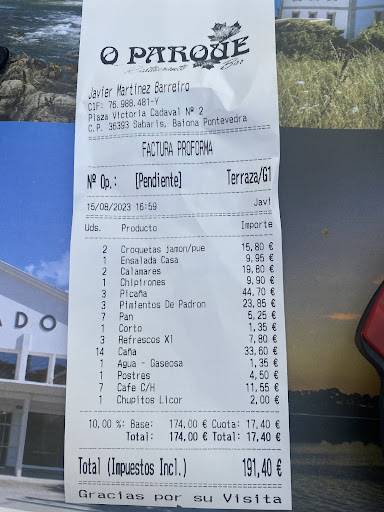 O PARQUE
Restaurante Bar
Javier Martinez Barreiro
CIF: 76.988.481-Y
Plaza Victoria Cadaval Nº 2
C.P. 36393 Sabaris, Baiona Pontevedra
FACTURA PROFORMA
Nº Op.: [Pendiente] Terraza/G1
15/08/2023 16:59 Javi
Uds. Producto Importe
2 Croquetas jamon/pue 15,80 €
1 Ensalada Casa 9,95 €
2 Calamares 19,80 €
1 Chipirones 9,90 €
3 Picaña 44,70 €
3 Pimientos De Padron 23,85 €
7 Pan 5,25 €
1 Corto 1,35 €
3 Refrescos Xl 7,80 €
14 Caña 33,60 €
1 Agua - Gaseosa 1,35 €
1 Postres 4,50 €
7 Cafe C/H 11,55 €
1 Chupitos Licor 2,00 €
10,00 %: Base: 174,00 € Cuota: 17,40 €
Total: 174,00 € Total: 17,40 €
Total (Impuestos Incl.) 191,40 €
Gracias por su Visita
ADO